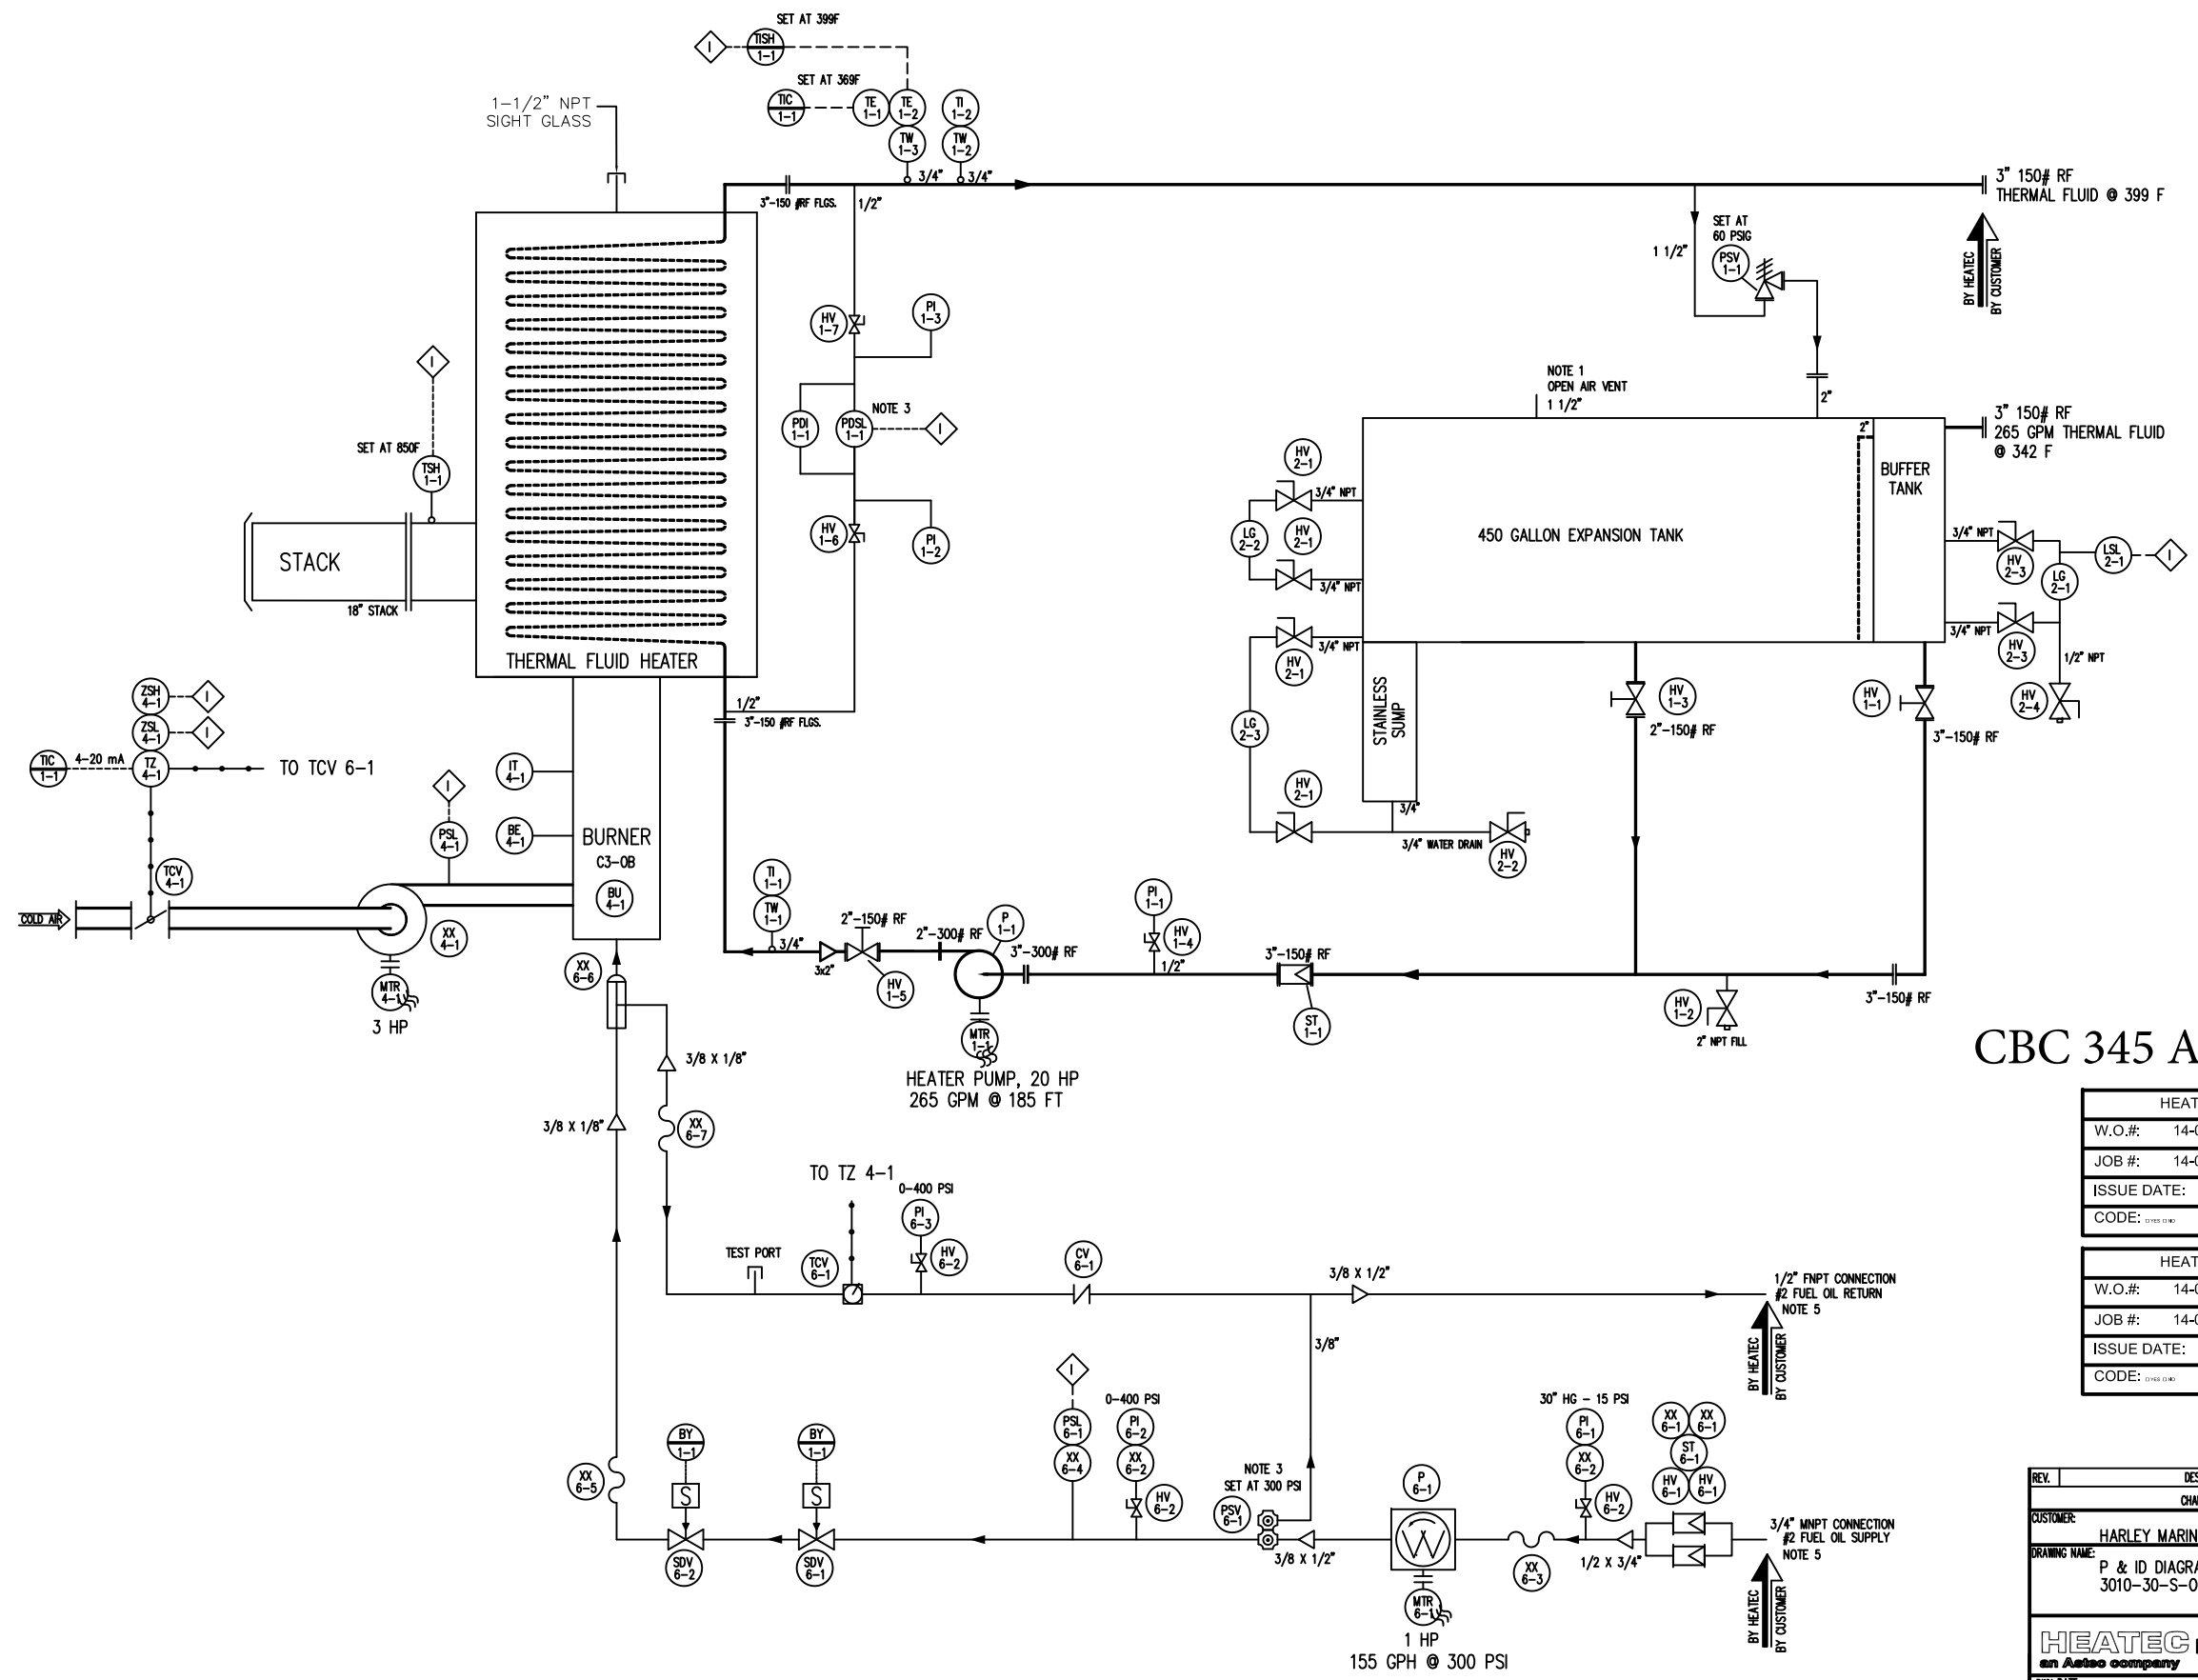 SET AT 399F
I
TISH
1-1
SET AT 369F
TIC
1-1
TE
1-1
TE
1-2
TI
1-2
TW
1-3
TW
1-2
1-1/2" NPT
SIGHT GLASS
3/4"
3/4"
3"-150 #RF FLGS.
1/2"
3" 150# RF
THERMAL FLUID @ 399 F
BY HEATEC
BY CUSTOMER
1 1/2"
SET AT
60 PSIG
PSV
1-1
HV
1-7
PI
1-3
I
SET AT 850F
TSH
1-1
NOTE 1
OPEN AIR VENT
1 1/2"
2"
PDI
1-1
PDSL
1-1
NOTE 3
I
3" 150# RF
265 GPM THERMAL FLUID
@ 342 F
2"
BUFFER
TANK
HV
2-1
3/4" NPT
HV
2-1
LG
2-2
3/4" NPT
450 GALLON EXPANSION TANK
HV
1-6
PI
1-2
STACK
18" STACK
3/4" NPT
HV
2-3
LSL
2-1
I
LG
2-1
3/4" NPT
HV
2-3
1/2" NPT
HV
2-4
3/4" NPT
HV
2-1
THERMAL FLUID HEATER
STAINLESS
SUMP
HV
1-3
2"-150# RF
HV
1-1
3"-150# RF
ZSH
4-1
I
ZSL
4-1
I
TIC
1-1
4-20 mA
TZ
4-1
TO TCV 6-1
1/2"
3"-150 #RF FLGS.
LG
2-3
IT
4-1
I
PSL
4-1
BE
4-1
BURNER
C3-OB
BU
4-1
HV
2-1
3/4"
3/4" WATER DRAIN
HV
2-2
TCV
4-1
COLD AIR
XX
4-1
MTR
4-1
3 HP
TI
1-1
TW
1-1
3/4"
3x2"
2"-150# RF
HV
1-5
2"-300# RF
P
1-1
3"-300# RF
MTR
1-1
HEATER PUMP, 20 HP
265 GPM @ 185 FT
PI
1-1
HV
1-4
1/2"
3"-150# RF
ST
1-1
HV
1-2
2" NPT FILL
3"-150# RF
XX
6-6
3/8 X 1/8"
3/8 X 1/8"
XX
6-7
CBC 345 A
HEAT
W.O.#: 14-0
JOB #: 14-0
ISSUE DATE:
CODE:
HEAT
W.O.#: 14-0
JOB #: 14-0
ISSUE DATE:
CODE:
TO TZ 4-1
0-400 PSI
PI
6-3
HV
6-2
TEST PORT
TCV
6-1
CV
6-1
3/8 X 1/2"
1/2" FNPT CONNECTION
#2 FUEL OIL RETURN
NOTE 5
BY HEATEC
BY CUSTOMER
3/8"
I
PSL
6-1
XX
6-4
0-400 PSI
PI
6-2
XX
6-2
HV
6-2
NOTE 3
SET AT 300 PSI
PSV
6-1
3/8 X 1/2"
P
6-1
MTR
6-1
1 HP
155 GPH @ 300 PSI
30" HG - 15 PSI
PI
6-1
XX
6-2
HV
6-2
XX
6-1
XX
6-1
ST
6-1
HV
6-1
HV
6-1
XX
6-3
1/2 X 3/4"
3/4" MNPT CONNECTION
#2 FUEL OIL SUPPLY
NOTE 5
BY HEATEC
BY CUSTOMER
XX
6-5
BY
1-1
S
SDV
6-2
BY
1-1
S
SDV
6-1
REV.
DES
CHA
CUSTOMER:
HARLEY MARIN
DRAWING NAME:
P & ID DIAGRA
3010-30-S-0
HEATEC
an Astec company